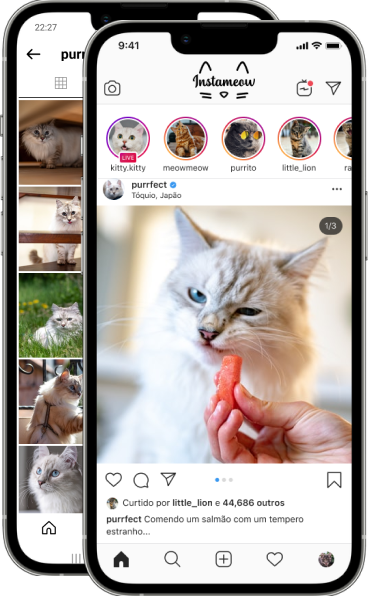 22:27
purr
9:41
Instameow
LIVE
kitty.kitty
meowmeow
purrito
little_lion
ra
purrfect
Tóquio, Japão
1/3
Curtido por little_lion e 44,686 outros
purrfect Comendo um salmão com um tempero
estranho...